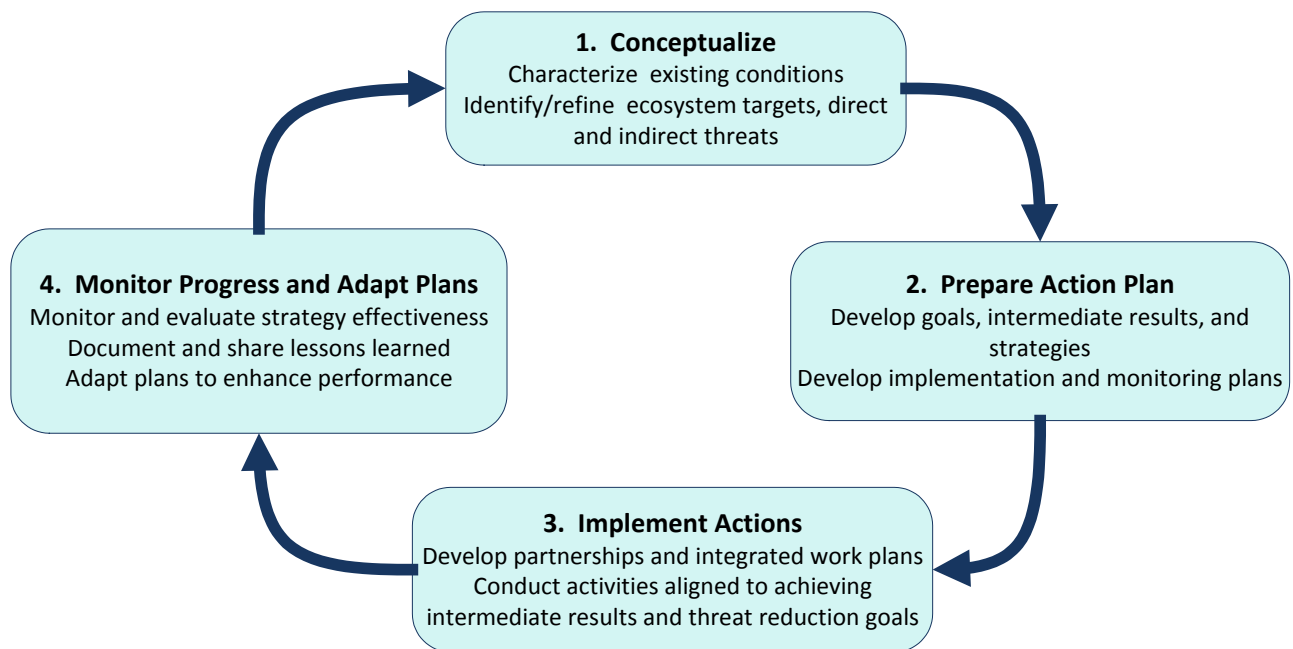 1. Conceptualize
Characterize existing conditions
Identify/refine ecosystem targets, direct
and indirect threats
2. Prepare Action Plan
Develop goals, intermediate results, and
strategies
Develop implementation and monitoring plans
3. Implement Actions
Develop partnerships and integrated work plans
Conduct activities aligned to achieving
intermediate results and threat reduction goals
4. Monitor Progress and Adapt Plans
Monitor and evaluate strategy effectiveness
Document and share lessons learned
Adapt plans to enhance performance